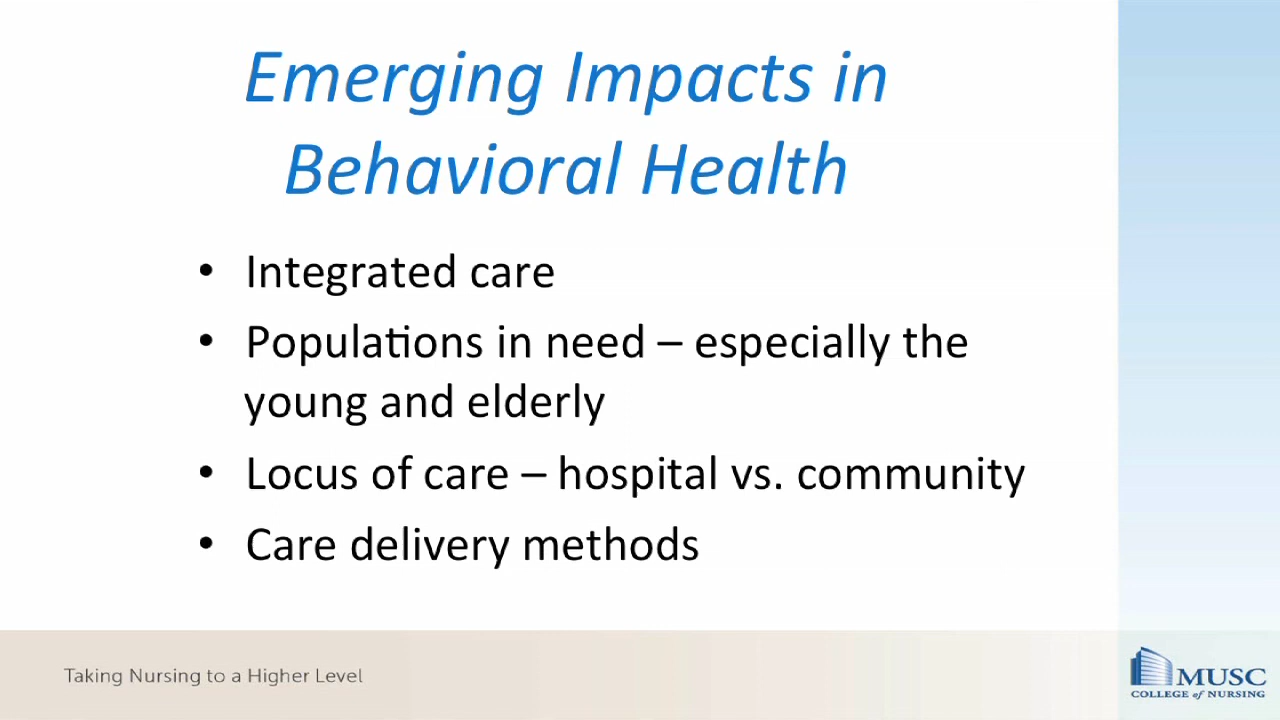 Emerging Impacts in
Behavioral Health
• Integrated care
• Populations in need – especially the
young and elderly
• Locus of care – hospital vs. community
• Care delivery methods
Taking Nursing to a Higher Level
MUSC
COLLEGE of NURSING